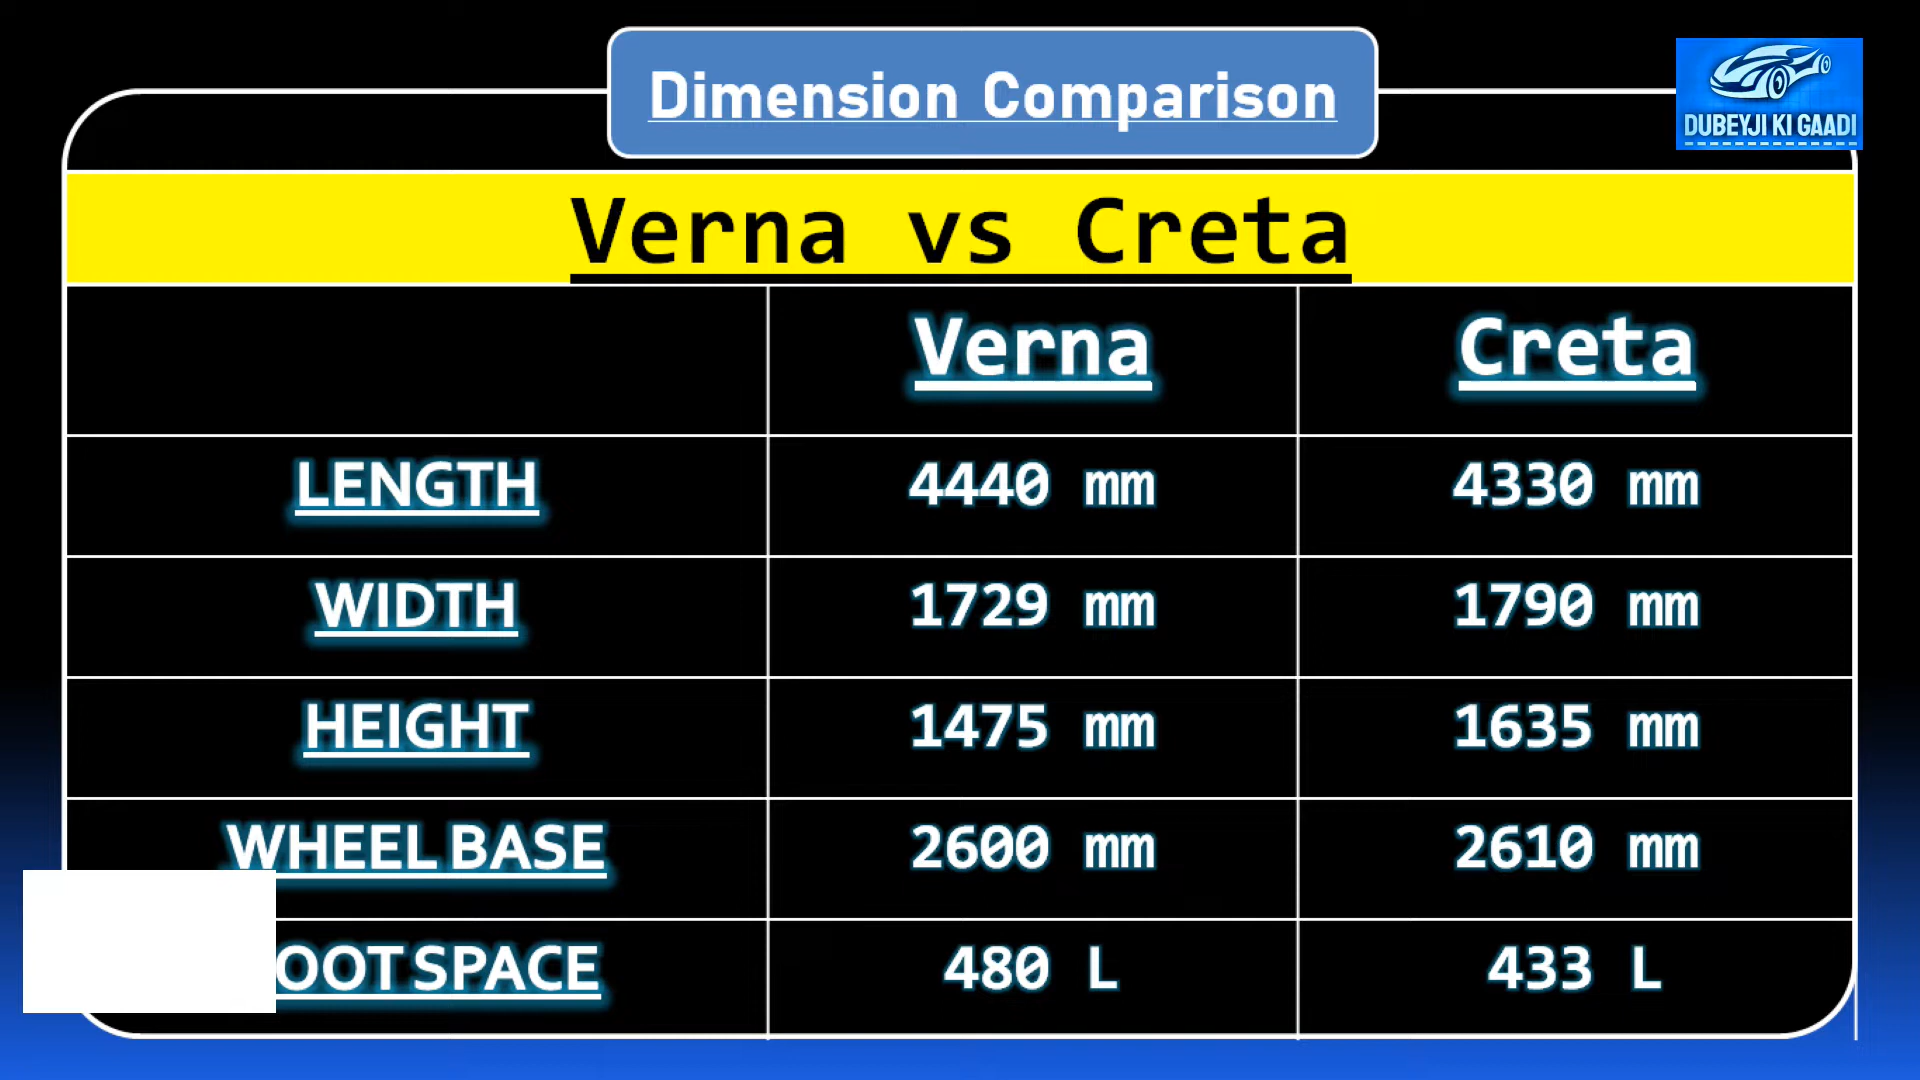 Dimension Comparison
DUBEYJI KI GAADI
Verna vs Creta
Verna Creta
LENGTH 4440 mm 4330 mm
WIDTH 1729 mm 1790 mm
HEIGHT 1475 mm 1635 mm
WHEEL BASE 2600 mm 2610 mm
OOT SPACE 480 L 433 L